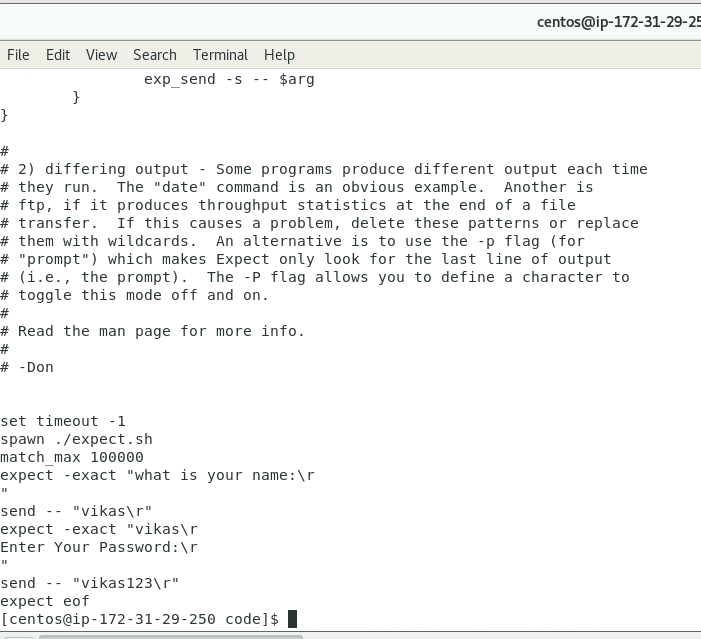 centos@ip-172-31-29-25
File Edit View Search Terminal Help
                exp_send -s -- $arg
        }
}

#
# 2) differing output - Some programs produce different output each time
# they run.  The "date" command is an obvious example.  Another is
# ftp, if it produces throughput statistics at the end of a file
# transfer.  If this causes a problem, delete these patterns or replace
# them with wildcards.  An alternative is to use the -p flag (for
# "prompt") which makes Expect only look for the last line of output
# (i.e., the prompt).  The -P flag allows you to define a character to
# toggle this mode off and on.
#
# Read the man page for more info.
#
# -Don


set timeout -1
spawn ./expect.sh
match_max 100000
expect -exact "what is your name:\r
"
send -- "vikas\r"
expect -exact "vikas\r
Enter Your Password:\r
"
send -- "vikas123\r"
expect eof
[centos@ip-172-31-29-250 code]$